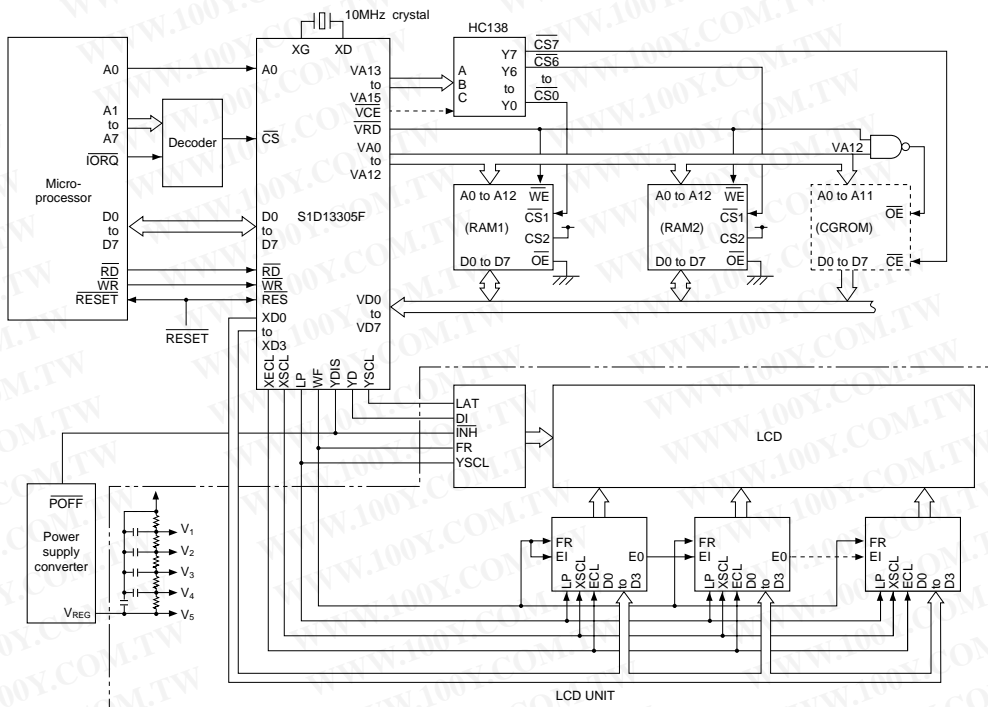 10MHz crystal
HC138
XG XD
A0
A0
VA13
to
VA15
VCE
VRD
VA0
to
VA12
A
B
C
Y7
Y6
to
Y0
CS7
CS6
to
CS0
A1
to
A7
IORQ
Decoder
CS
Micro-
processor
S1D13305F
D0
to
D7
D0
to
D7
RD
WR
RESET
RD
WR
RES
RESET
XD0
to
XD3
VD0
to
VD7
A0 to A12
WE
(RAM1)
CS1
CS2
D0 to D7
OE
A0 to A12
WE
(RAM2)
CS1
CS2
D0 to D7
OE
VA12
A0 to A11
(CGROM)
OE
D0 to D7
CE
XECL
XSCL
LP
WF
YDIS
YD
YSCL
LAT
DI
INH
FR
YSCL
LCD
POFF
Power
supply
converter
VREG
V1
V2
V3
V4
V5
FR
EI
E0
LP
XSCL
ECL
D0
to
D3
FR
EI
E0
LP
XSCL
ECL
D0
to
D3
FR
EI
LP
XSCL
ECL
D0
to
D3
LCD UNIT
WWW.100Y.COM.TW